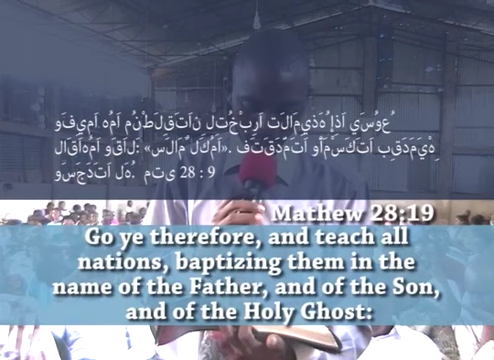 وَفِيمَا هُمَا مُنْطَلِقَتَانِ لِتُخْبِرَا تَلاَمِيذَهُ إِذَا يَسُوعُ
لاَقَاهُمَا وَقَالَ: «سَلاَمٌ لَكُمَا». فَتَقَدَّمَتَا وَأَمْسَكَتَا بِقَدَمَيْهِ
وَسَجَدَتَا لَهُ. متى 28 : 9
Mathew 28:19
Go ye therefore, and teach all
nations, baptizing them in the
name of the Father, and of the Son,
and of the Holy Ghost: